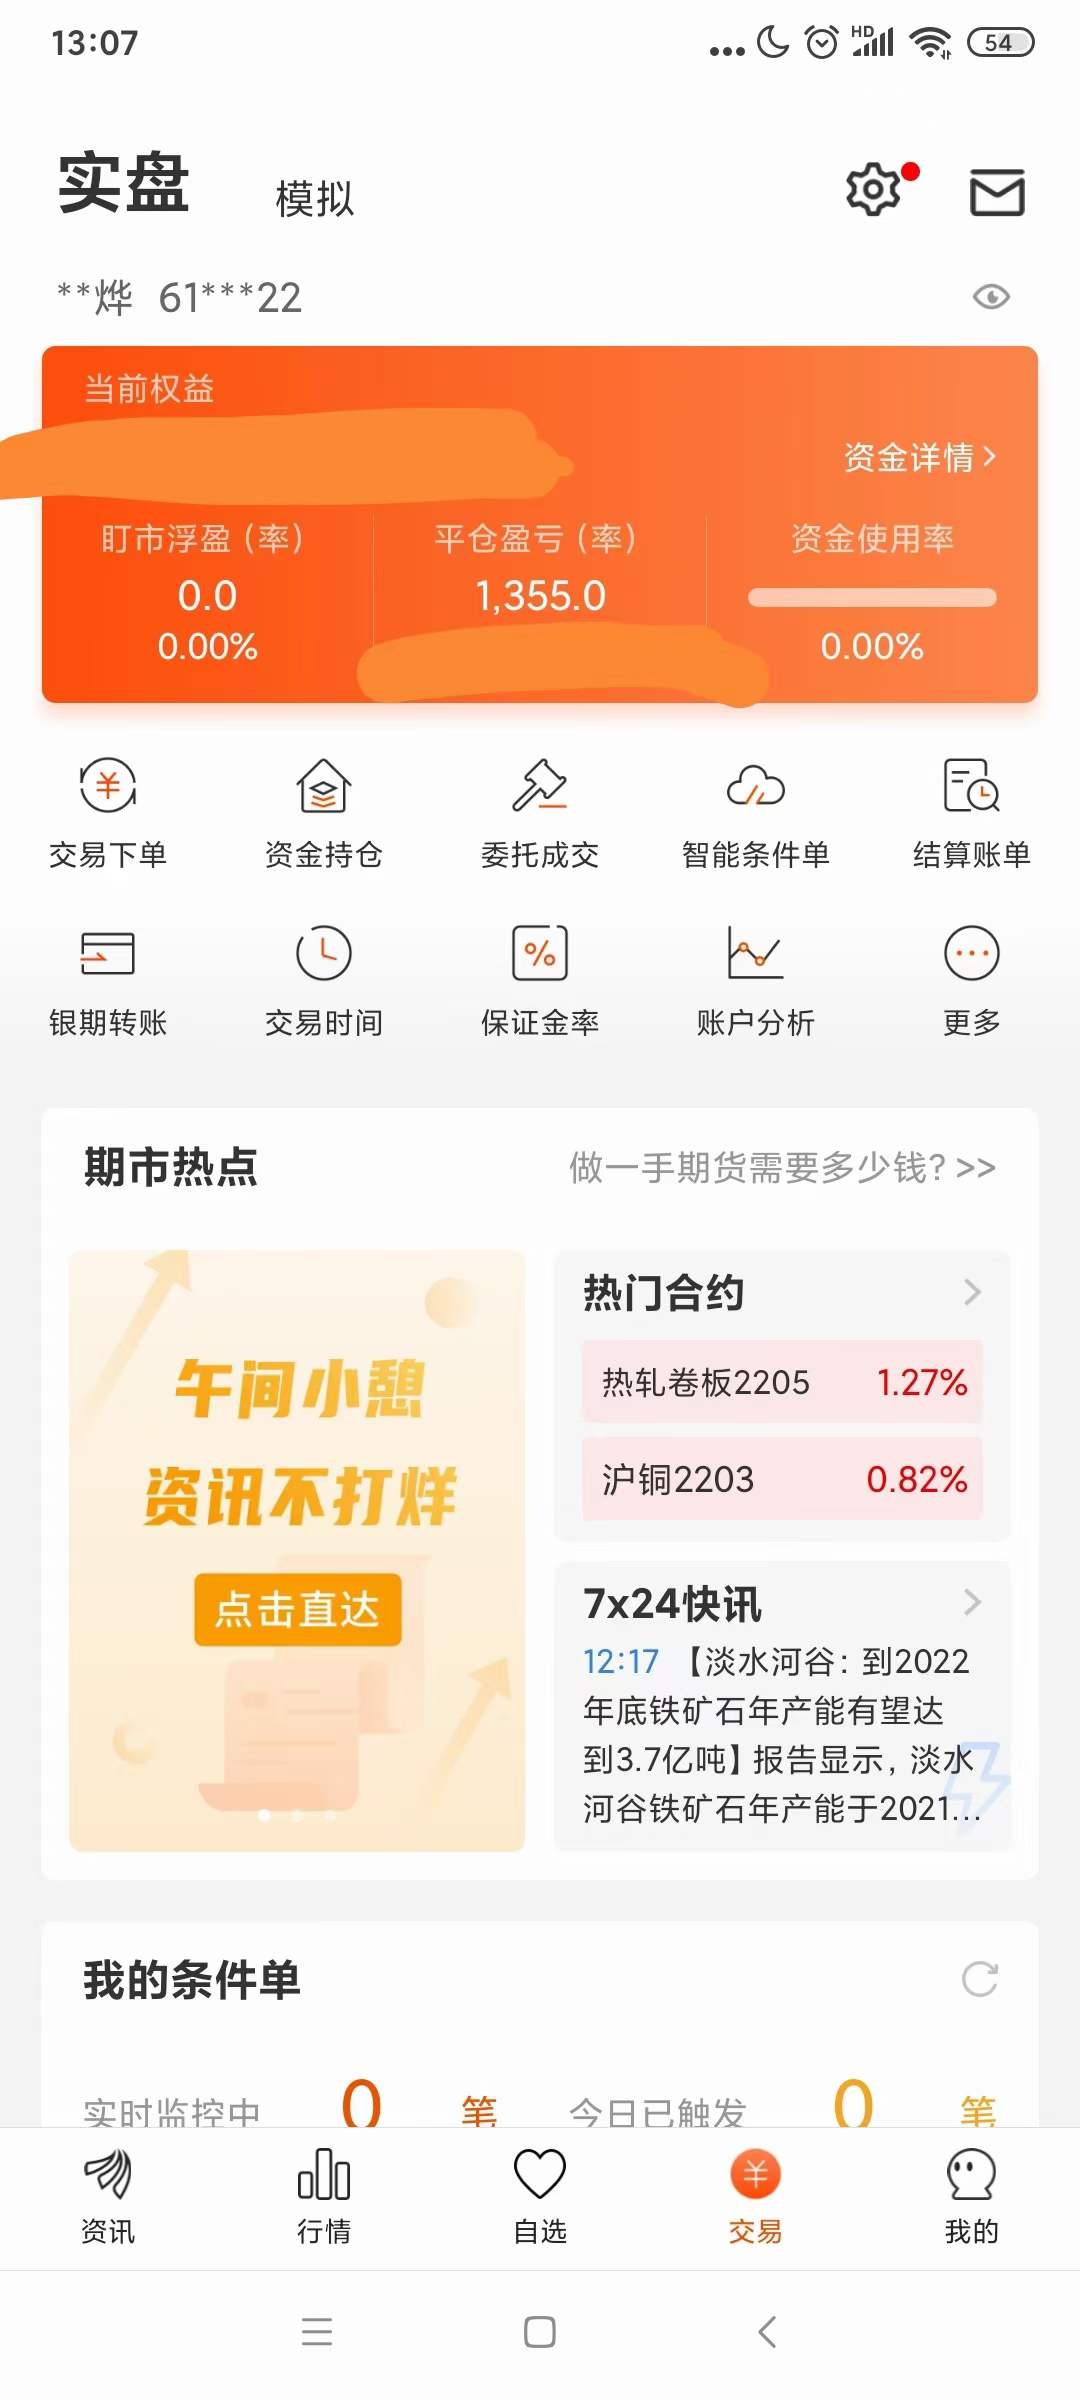 13:07
HD
54
实盘 模拟
**烨 61***22
当前权益
资金详情 >
盯市浮盈(率) 平仓盈亏(率) 资金使用率
0.0 1,355.0
0.00% 0.00%
交易下单 资金持仓 委托成交 智能条件单 结算账单
银期转账 交易时间 保证金率 账户分析 更多
期市热点 做一手期货需要多少钱? >>
午间小憩
资讯不打烊
点击直达
热门合约
热轧卷板2205 1.27%
沪铜2203 0.82%
7x24快讯
12:17 【淡水河谷：到2022
年底铁矿石年产能有望达
到3.7亿吨】报告显示，淡水
河谷铁矿石年产能于2021...
我的条件单
实时监控中 0 笔 今日已触发 0 笔
资讯 行情 自选 交易 我的